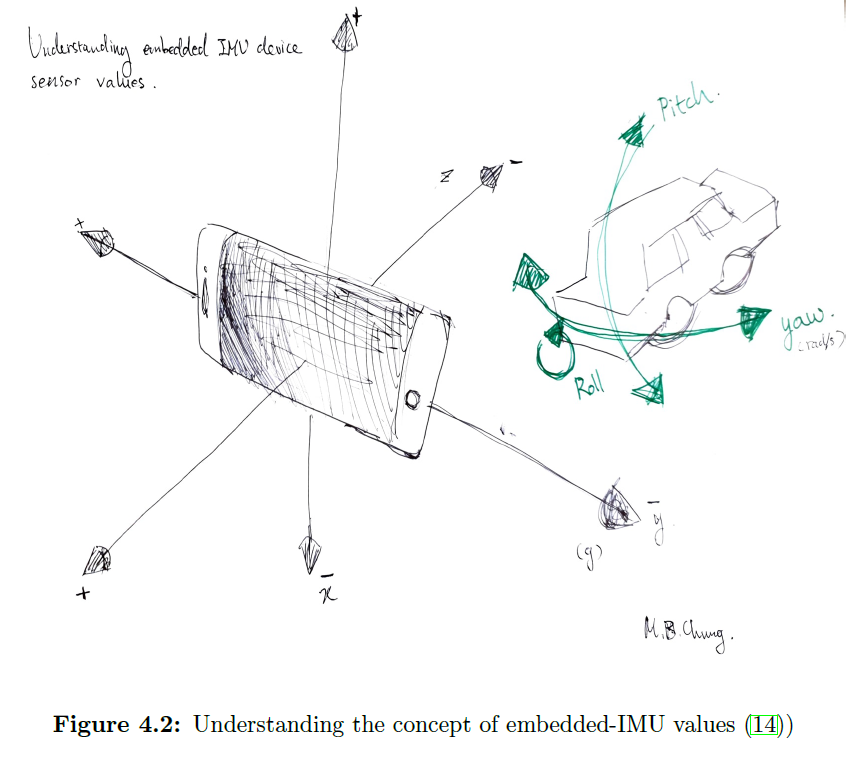 Understanding embedded IMU device
sensor values.
+
Pitch.
z -
+
yaw.
(rad/s)
Roll
- y
(g)
+
- x
M.B.Chung.
Figure 4.2: Understanding the concept of embedded-IMU values (14))